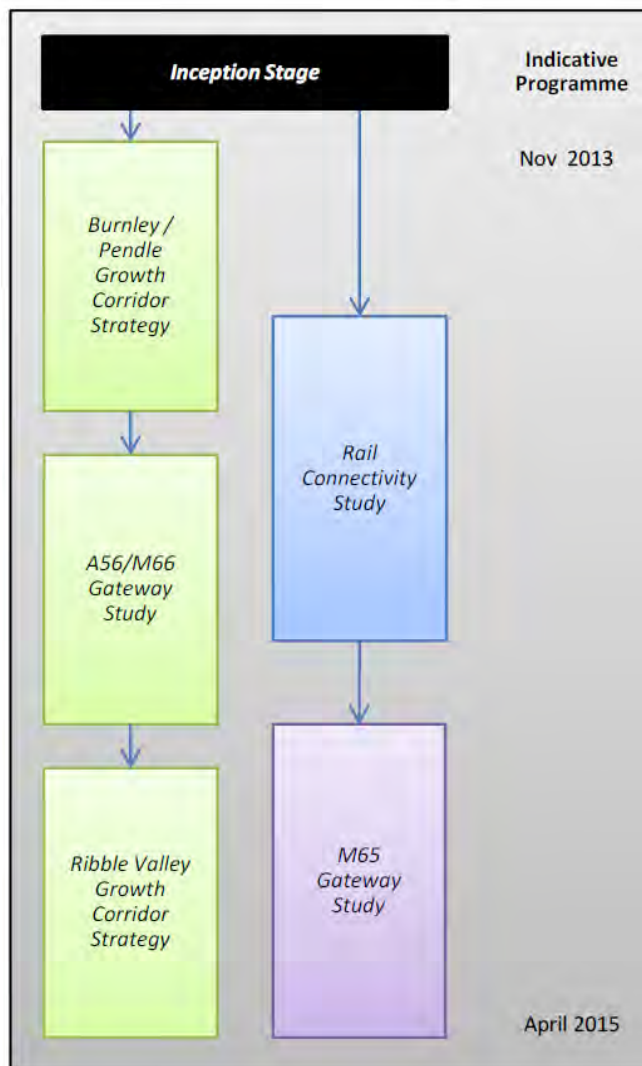 Inception Stage
Indicative
Programme
Nov 2013
Burnley /
Pendle
Growth
Corridor
Strategy
Rail
Connectivity
Study
A56/M66
Gateway
Study
M65
Gateway
Study
Ribble Valley
Growth
Corridor
Strategy
April 2015